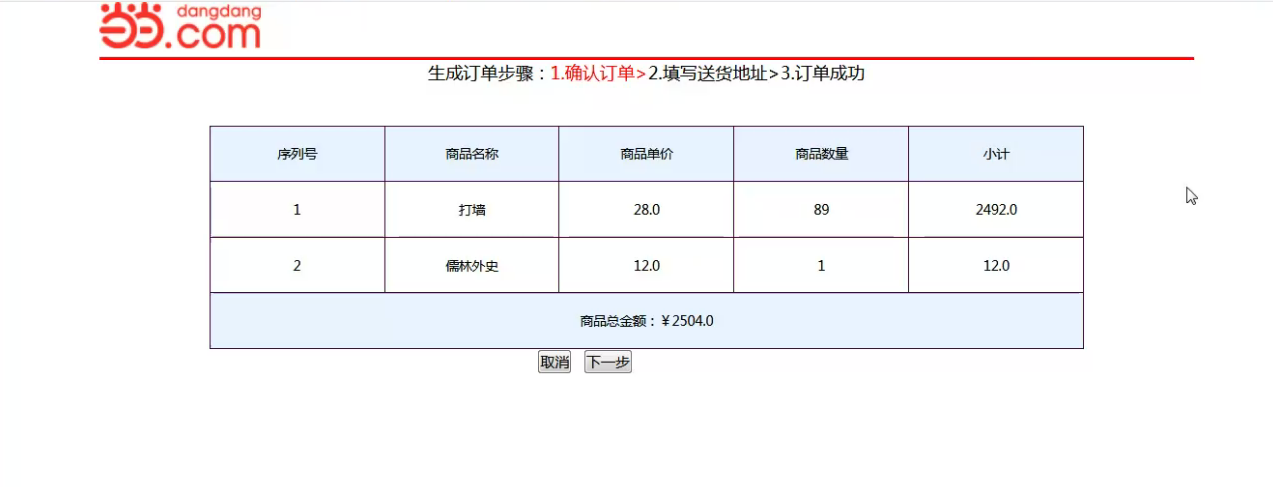 dangdang
.com
生成订单步骤：1.确认订单>2.填写送货地址>3.订单成功
序列号 商品名称 商品单价 商品数量 小计
1 打墙 28.0 89 2492.0
2 儒林外史 12.0 1 12.0
商品总金额：￥2504.0
取消 下一步